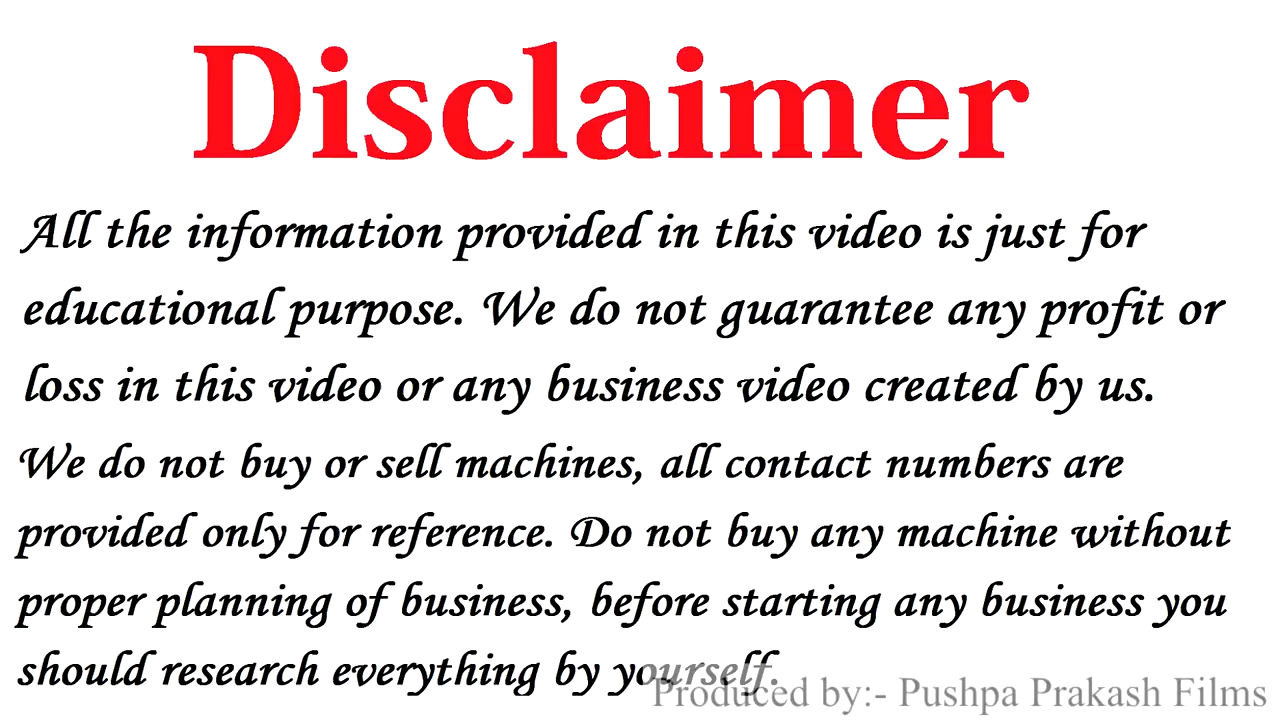 Disclaimer
All the information provided in this video is just for
educational purpose. We do not guarantee any profit or
loss in this video or any business video created by us.
We do not buy or sell machines, all contact numbers are
provided only for reference. Do not buy any machine without
proper planning of business, before starting any business you
should research everything by yourself.
Produced by:- Pushpa Prakash Films